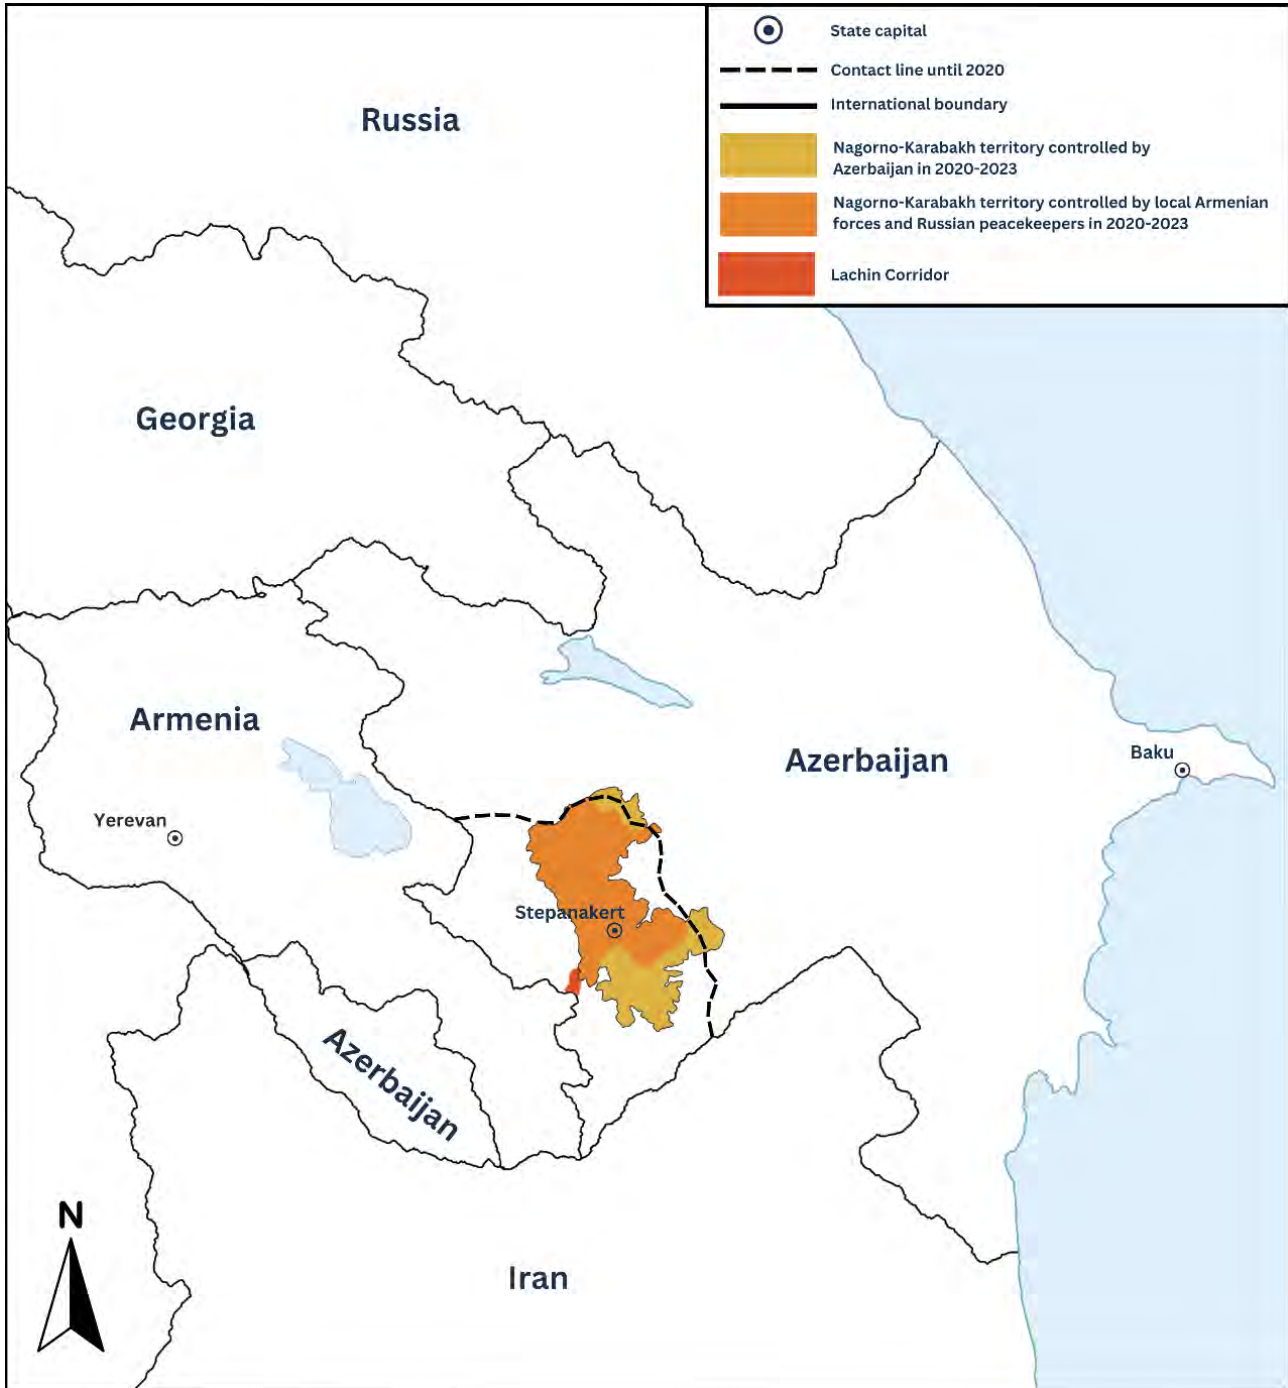 State capital
Contact line until 2020
International boundary
Nagorno-Karabakh territory controlled by
Azerbaijan in 2020-2023
Nagorno-Karabakh territory controlled by local Armenian
forces and Russian peacekeepers in 2020-2023
Lachin Corridor
Russia
Georgia
Armenia
Azerbaijan
Baku
Yerevan
Stepanakert
Azerbaijan
N
Iran